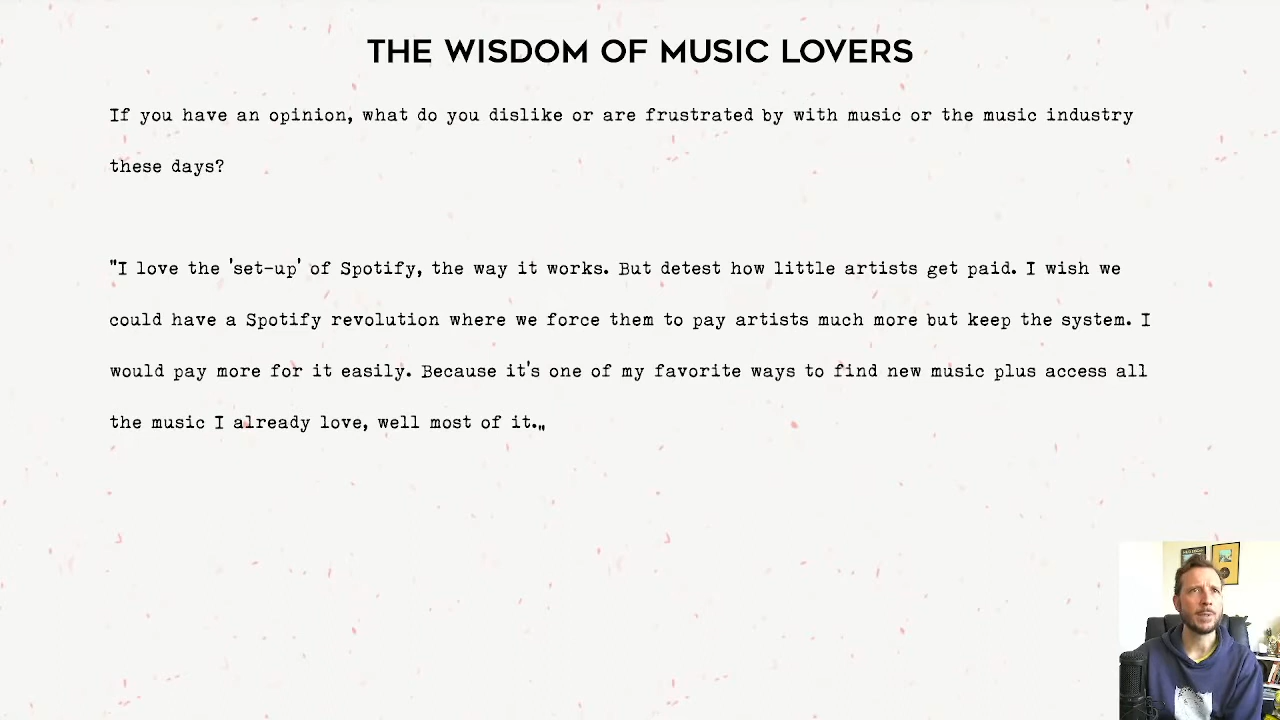 THE WISDOM OF MUSIC LOVERS
If you have an opinion, what do you dislike or are frustrated by with music or the music industry
these days?
"I love the 'set-up' of Spotify, the way it works. But detest how little artists get paid. I wish we
could have a Spotify revolution where we force them to pay artists much more but keep the system. I
would pay more for it easily. Because it's one of my favorite ways to find new music plus access all
the music I already love, well most of it.„